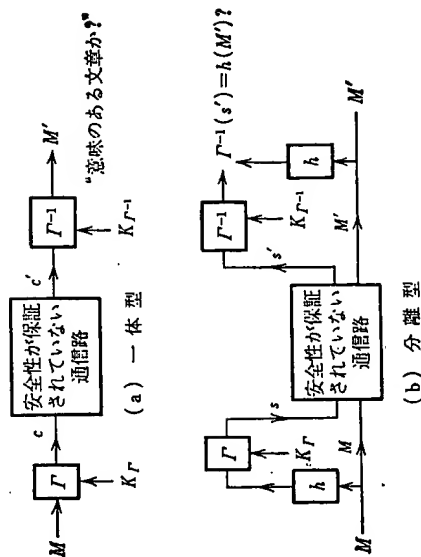 M Γ c 安全性が保証 c′ Γ⁻¹ M′
されていない
通信路
K_Γ K_Γ⁻¹ “意味のある文章か?”
(a) 一体型
Γ s 安全性が保証 s′ Γ⁻¹ Γ⁻¹(s′)=h(M′)?
されていない
通信路
K_Γ K_Γ⁻¹
h h
M M M′ M′
(b) 分離型